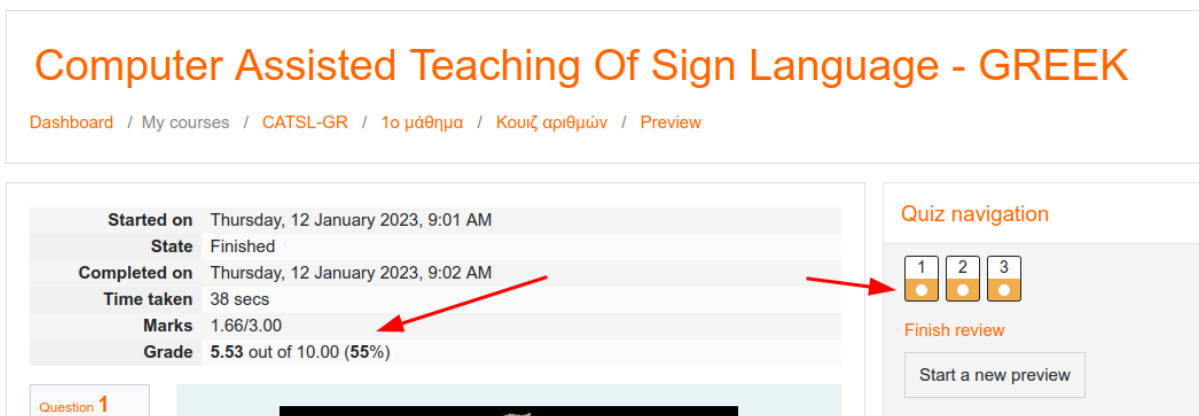 Computer Assisted Teaching Of Sign Language - GREEK
Dashboard / My courses / CATSL-GR / 1ο μάθημα / Κουιζ αριθμών / Preview
Started on Thursday, 12 January 2023, 9:01 AM
State Finished
Completed on Thursday, 12 January 2023, 9:02 AM
Time taken 38 secs
Marks 1.66/3.00
Grade 5.53 out of 10.00 (55%)
Question 1
Quiz navigation
1 2 3
Finish review
Start a new preview